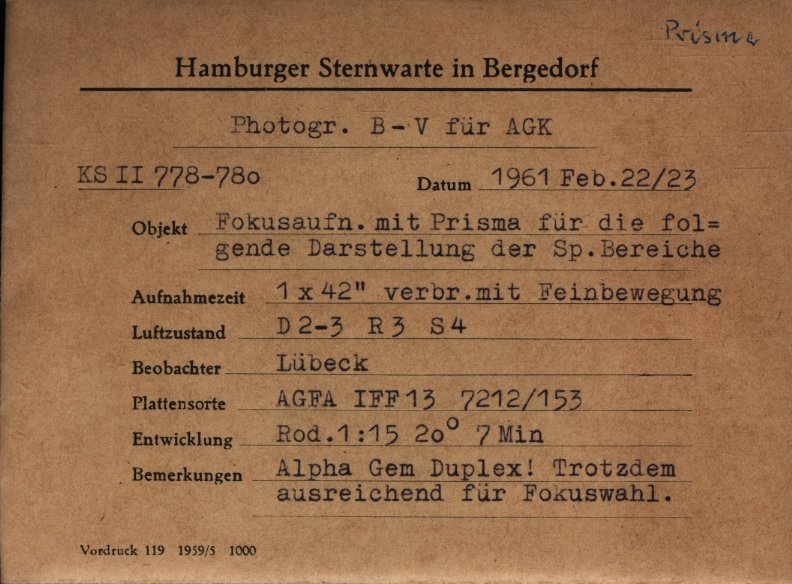 Prisma
Hamburger Sternwarte in Bergedorf
Photogr. B-V für AGK
KS II 778-78o
Datum 1961 Feb.22/23
Objekt Fokusaufn.mit Prisma für die fol=
gende Darstellung der Sp.Bereiche
Aufnahmezeit 1 x 42" verbr.mit Feinbewegung
Luftzustand D 2-3 R 3 S 4
Beobachter Lübeck
Plattensorte AGFA IFF 13 7212/153
Entwicklung Rod.1:15 2o° 7 Min
Bemerkungen Alpha Gem Duplex! Trotzdem
ausreichend für Fokuswahl.
Vordruck 119 1959/5 1000